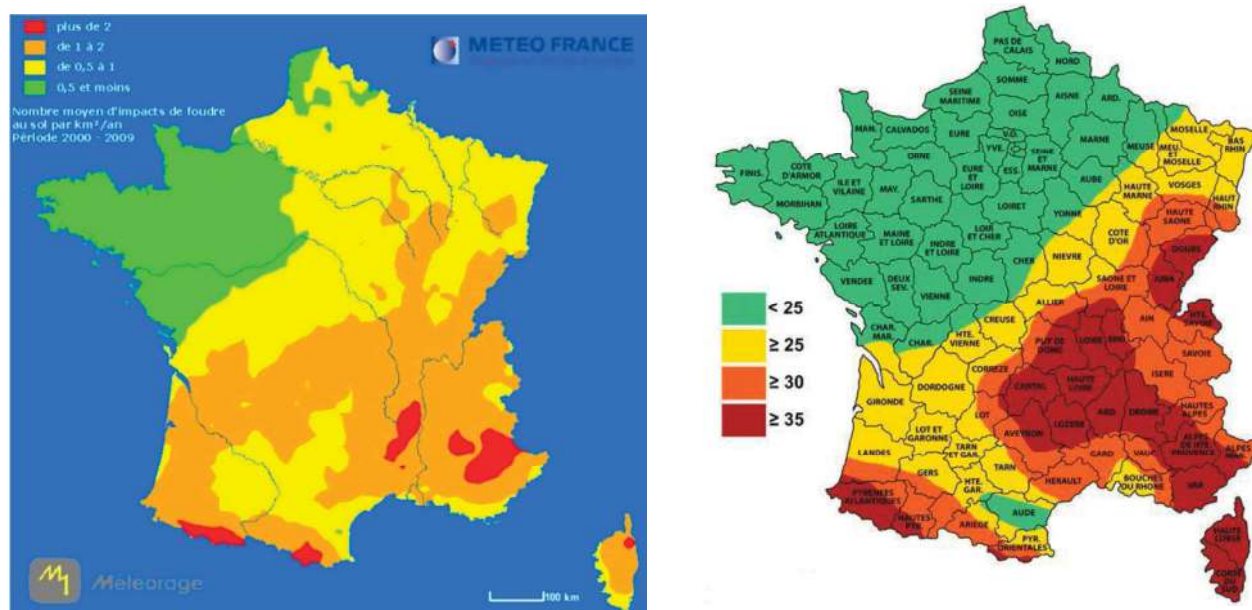 plus de 2
de 1 à 2
de 0,5 à 1
0,5 et moins
Nombre moyen d'impacts de foudre
au sol par km²/an
Période 2000 - 2009
METEO FRANCE
Météorage
100 km
PAS DE
CALAIS
NORD
SOMME
SEINE
MARITIME
AISNE
ARD.
OISE
MAN.
CALVADOS
EURE
V.O.
MARNE
MEUSE
MOSELLE
MEU.
ET
MOSELLE
BAS
RHIN
YVE.
ESS.
SEINE
ET
MARNE
ORNE
FINIS.
COTE
D'ARMOR
ILE ET
VILAINE
MAY.
SARTHE
EURE
ET
LOIRE
AUBE
HAUTE
MARNE
VOSGES
HAUT
RHIN
MORBIHAN
LOIRET
YONNE
HAUTE
SAONE
LOIRE
ATLANTIQUE
MAINE
ET LOIRE
INDRE
ET LOIRE
LOIR
ET CHER
CHER
NIEVRE
COTE
D'OR
DOUBS
JURA
VENDEE
DEUX
SEV.
VIENNE
INDRE
SAONE ET
LOIRE
ALLIER
< 25
≥ 25
≥ 30
≥ 35
CHAR.
MAR.
CHAR.
HTE.
VIENNE
CREUSE
PUY DE
DOME
LOIRE
AIN
HTE.
SAVOIE
SAVOIE
ISERE
CORREZE
DORDOGNE
GIRONDE
CANTAL
HAUTE
LOIRE
ARD.
DROME
HAUTES
ALPES
LOT
LOT ET
GARONNE
AVEYRON
LOZERE
GARD
VAUC.
ALPES
DE HTE.
PROVENCE
ALPES
LANDES
TARN
ET GAR.
TARN
GERS
HTE.
GAR.
HERAULT
BOUCHES
DU RHONE
VAR
PYRENEES
ATLANTIQUES
HAUTES
PYR.
ARIEGE
AUDE
PYR.
ORIENTALES
HAUTE
CORSE
CORSE
DU
SUD